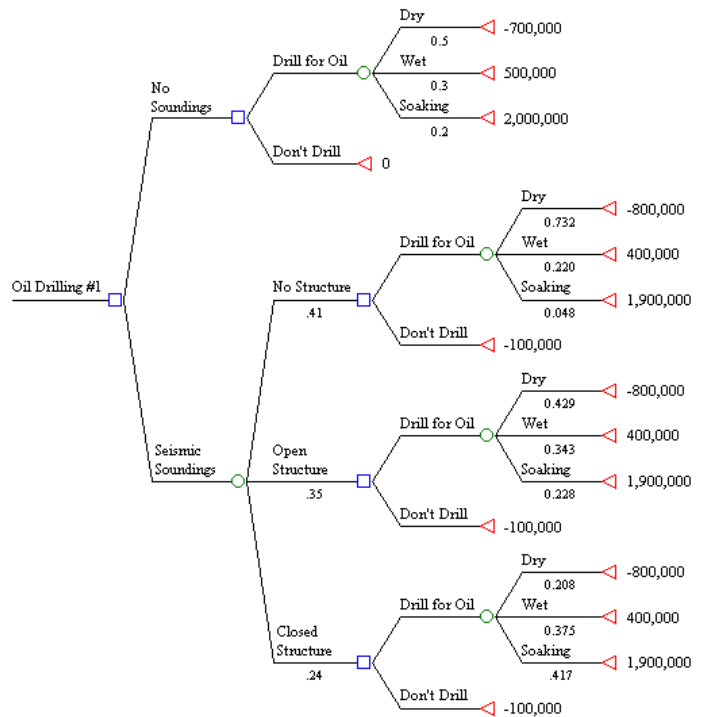 Dry
-700,000
0.5
Drill for Oil
Wet
500,000
0.3
No
Soundings
Soaking
2,000,000
0.2
Don't Drill
0
Dry
-800,000
0.732
Drill for Oil
Wet
400,000
0.220
Oil Drilling #1
No Structure
.41
Soaking
1,900,000
0.048
Don't Drill
-100,000
Dry
-800,000
0.429
Drill for Oil
Wet
400,000
0.343
Seismic
Soundings
Open
Structure
.35
Soaking
1,900,000
0.228
Don't Drill
-100,000
Dry
-800,000
0.208
Drill for Oil
Wet
400,000
0.375
Closed
Structure
.24
Soaking
1,900,000
.417
Don't Drill
-100,000